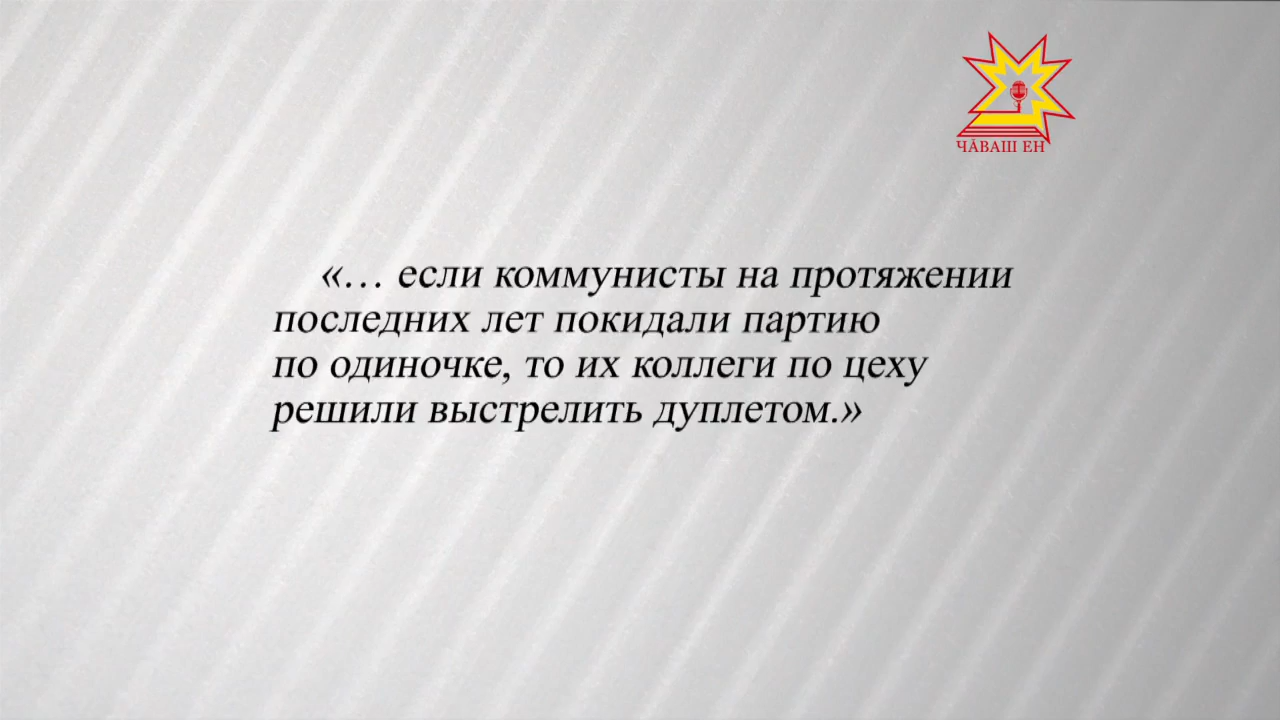 ЧӐВАШ ЕН
«… если коммунисты на протяжении
последних лет покидали партию
по одиночке, то их коллеги по цеху
решили выстрелить дуплетом.»